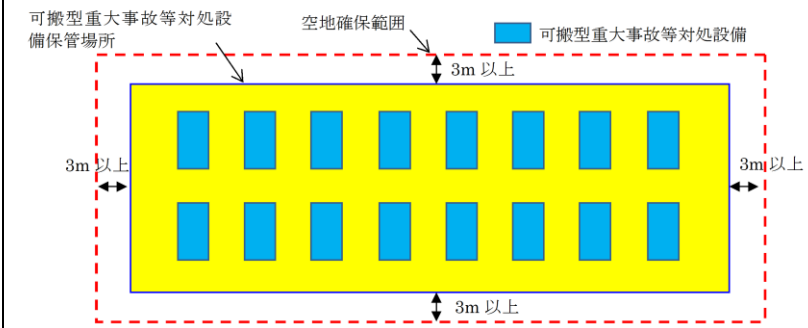 可搬型重大事故等対処設
備保管場所
空地確保範囲
可搬型重大事故等対処設備
3m 以上
3m 以上
3m 以上
3m 以上